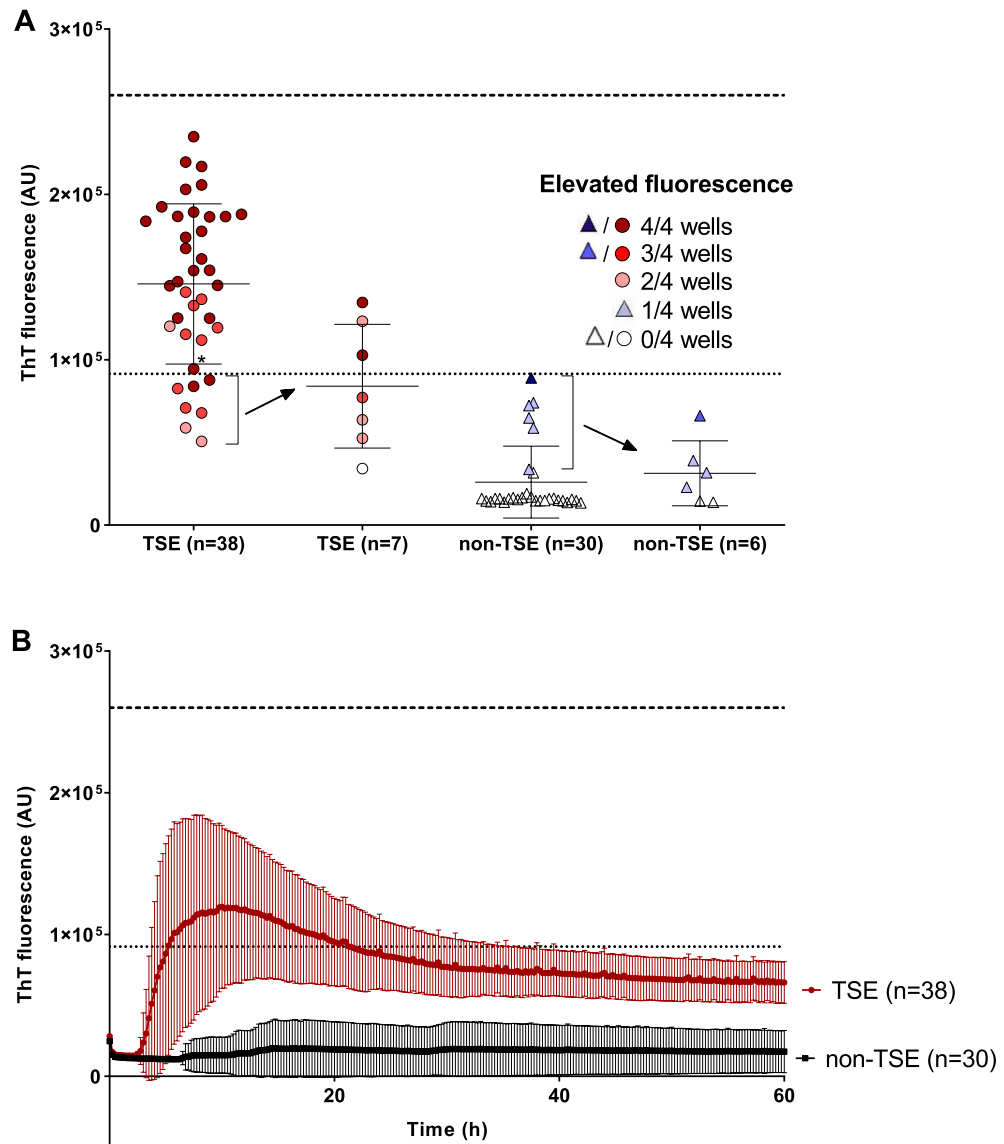 A
3×10⁵
2×10⁵
1×10⁵
0
ThT fluorescence (AU)
Elevated fluorescence
/ 4/4 wells
/ 3/4 wells
2/4 wells
1/4 wells
/ 0/4 wells
*
TSE (n=38)
TSE (n=7)
non-TSE (n=30)
non-TSE (n=6)
B
3×10⁵
2×10⁵
1×10⁵
0
ThT fluorescence (AU)
TSE (n=38)
non-TSE (n=30)
20
40
60
Time (h)